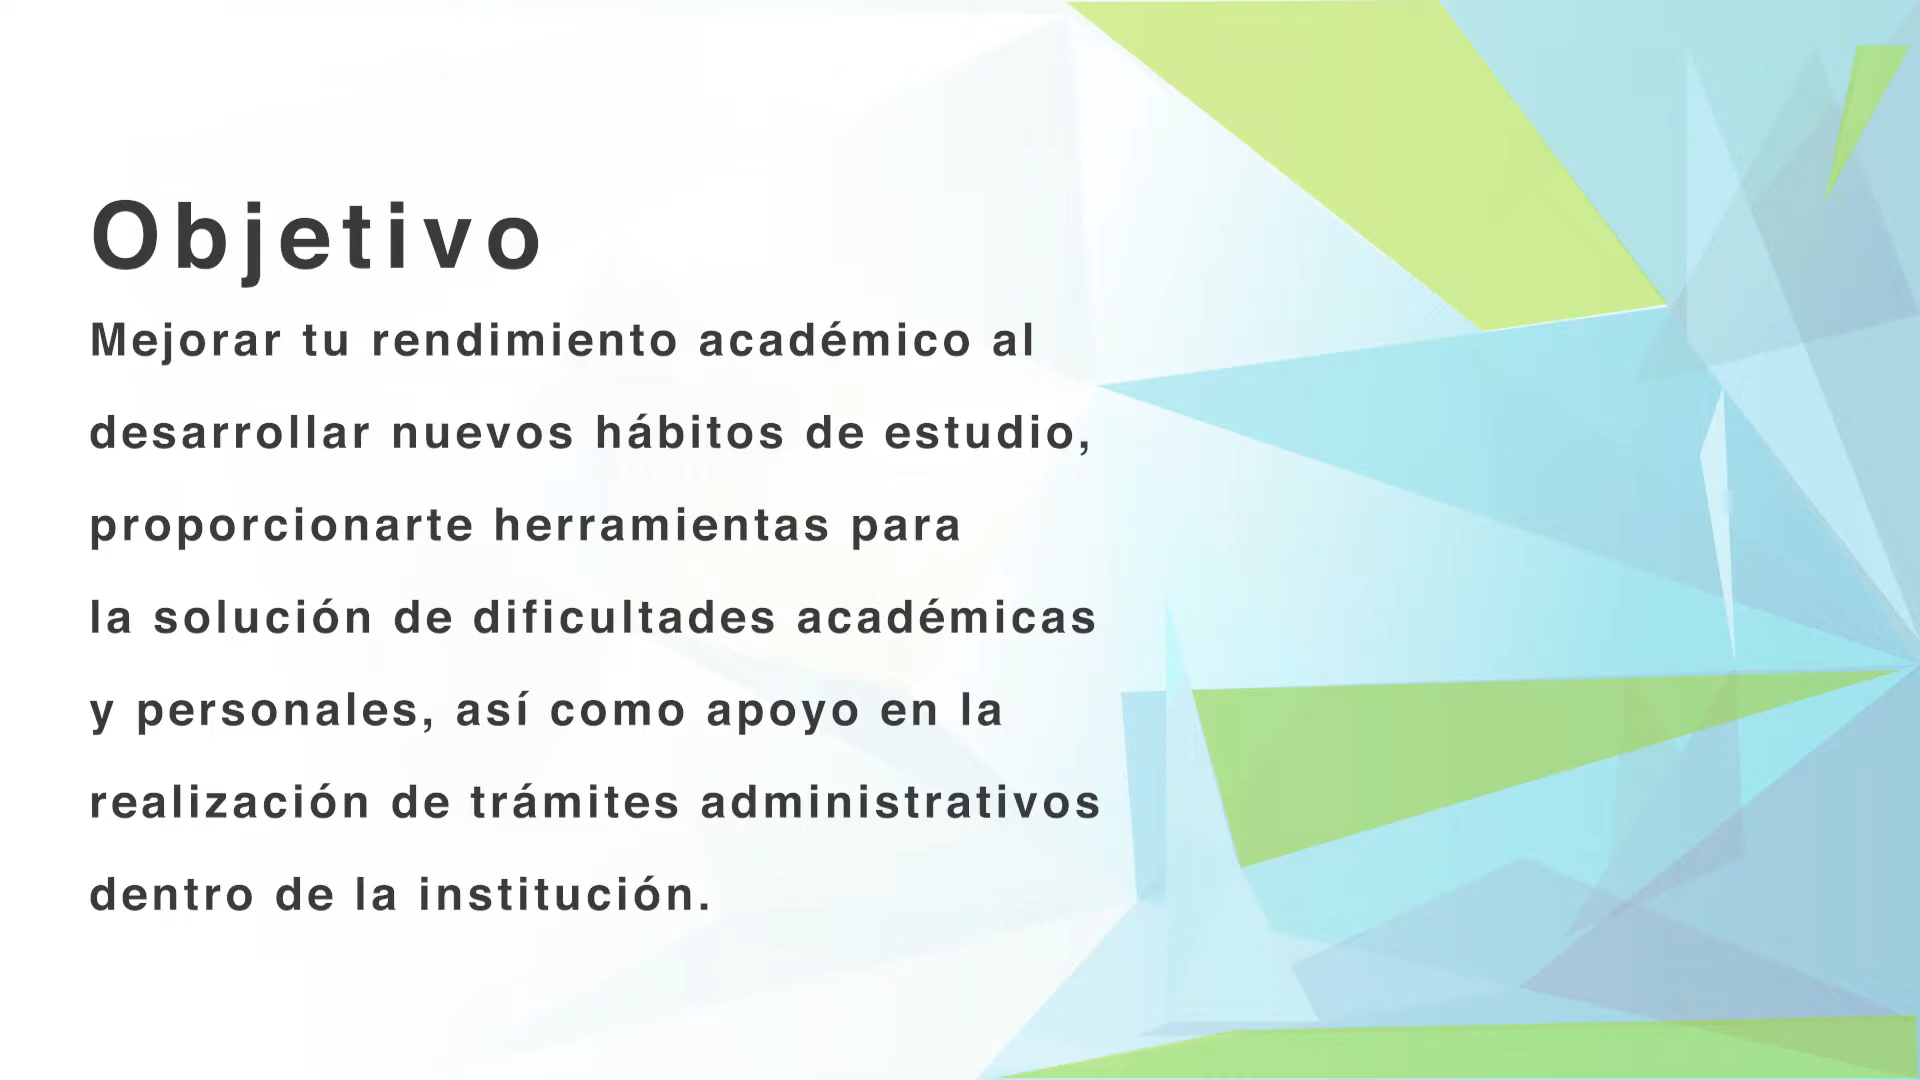 Objetivo
Mejorar tu rendimiento académico al
desarrollar nuevos hábitos de estudio,
proporcionarte herramientas para
la solución de dificultades académicas
y personales, así como apoyo en la
realización de trámites administrativos
dentro de la institución.